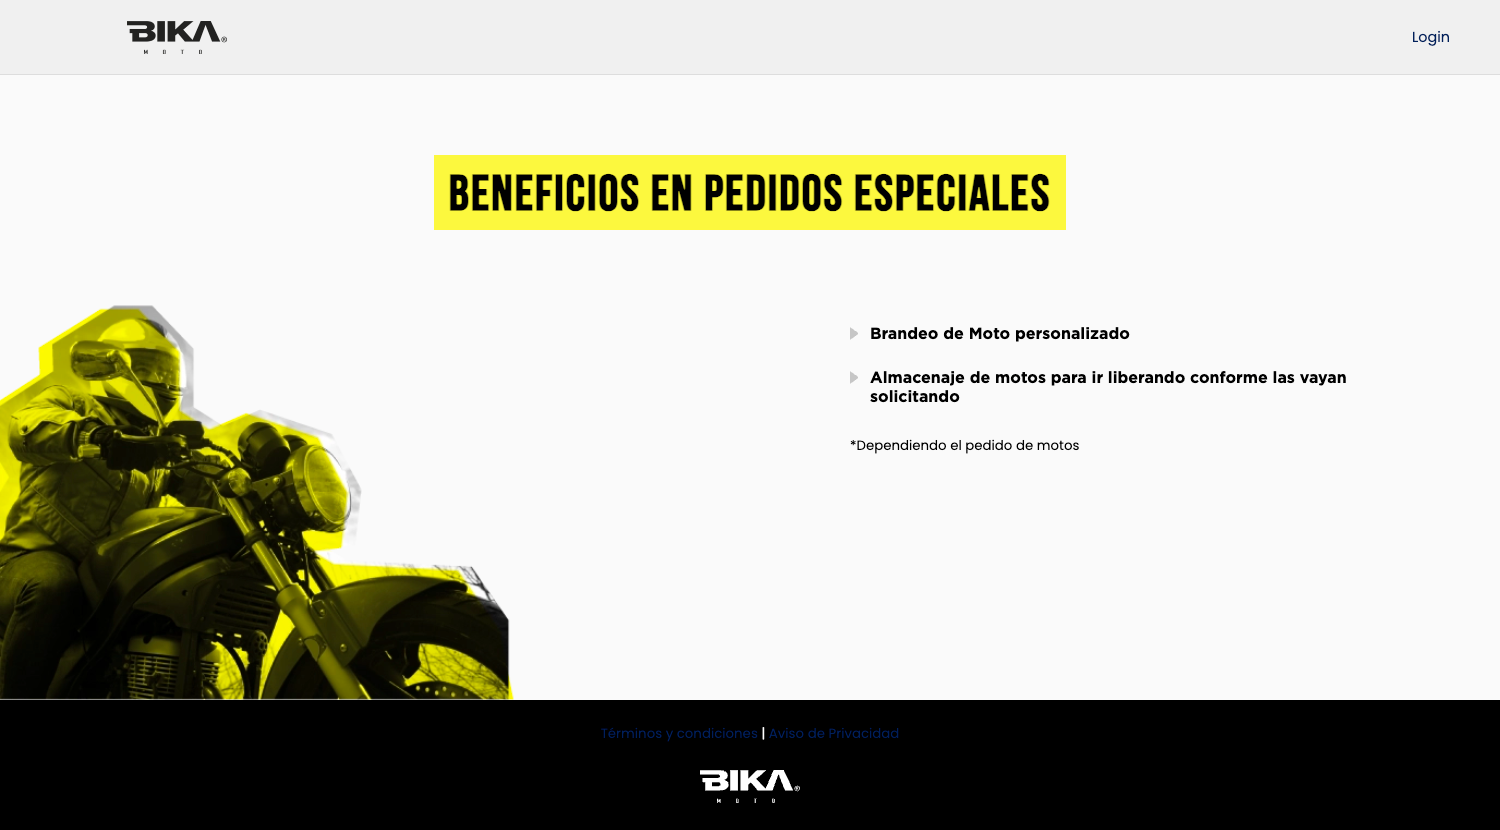 BIKA®
MOTO
Login
BENEFICIOS EN PEDIDOS ESPECIALES
Brandeo de Moto personalizado
Almacenaje de motos para ir liberando conforme las vayan
solicitando
*Dependiendo el pedido de motos
Términos y condiciones | Aviso de Privacidad
BIKA®
MOTO